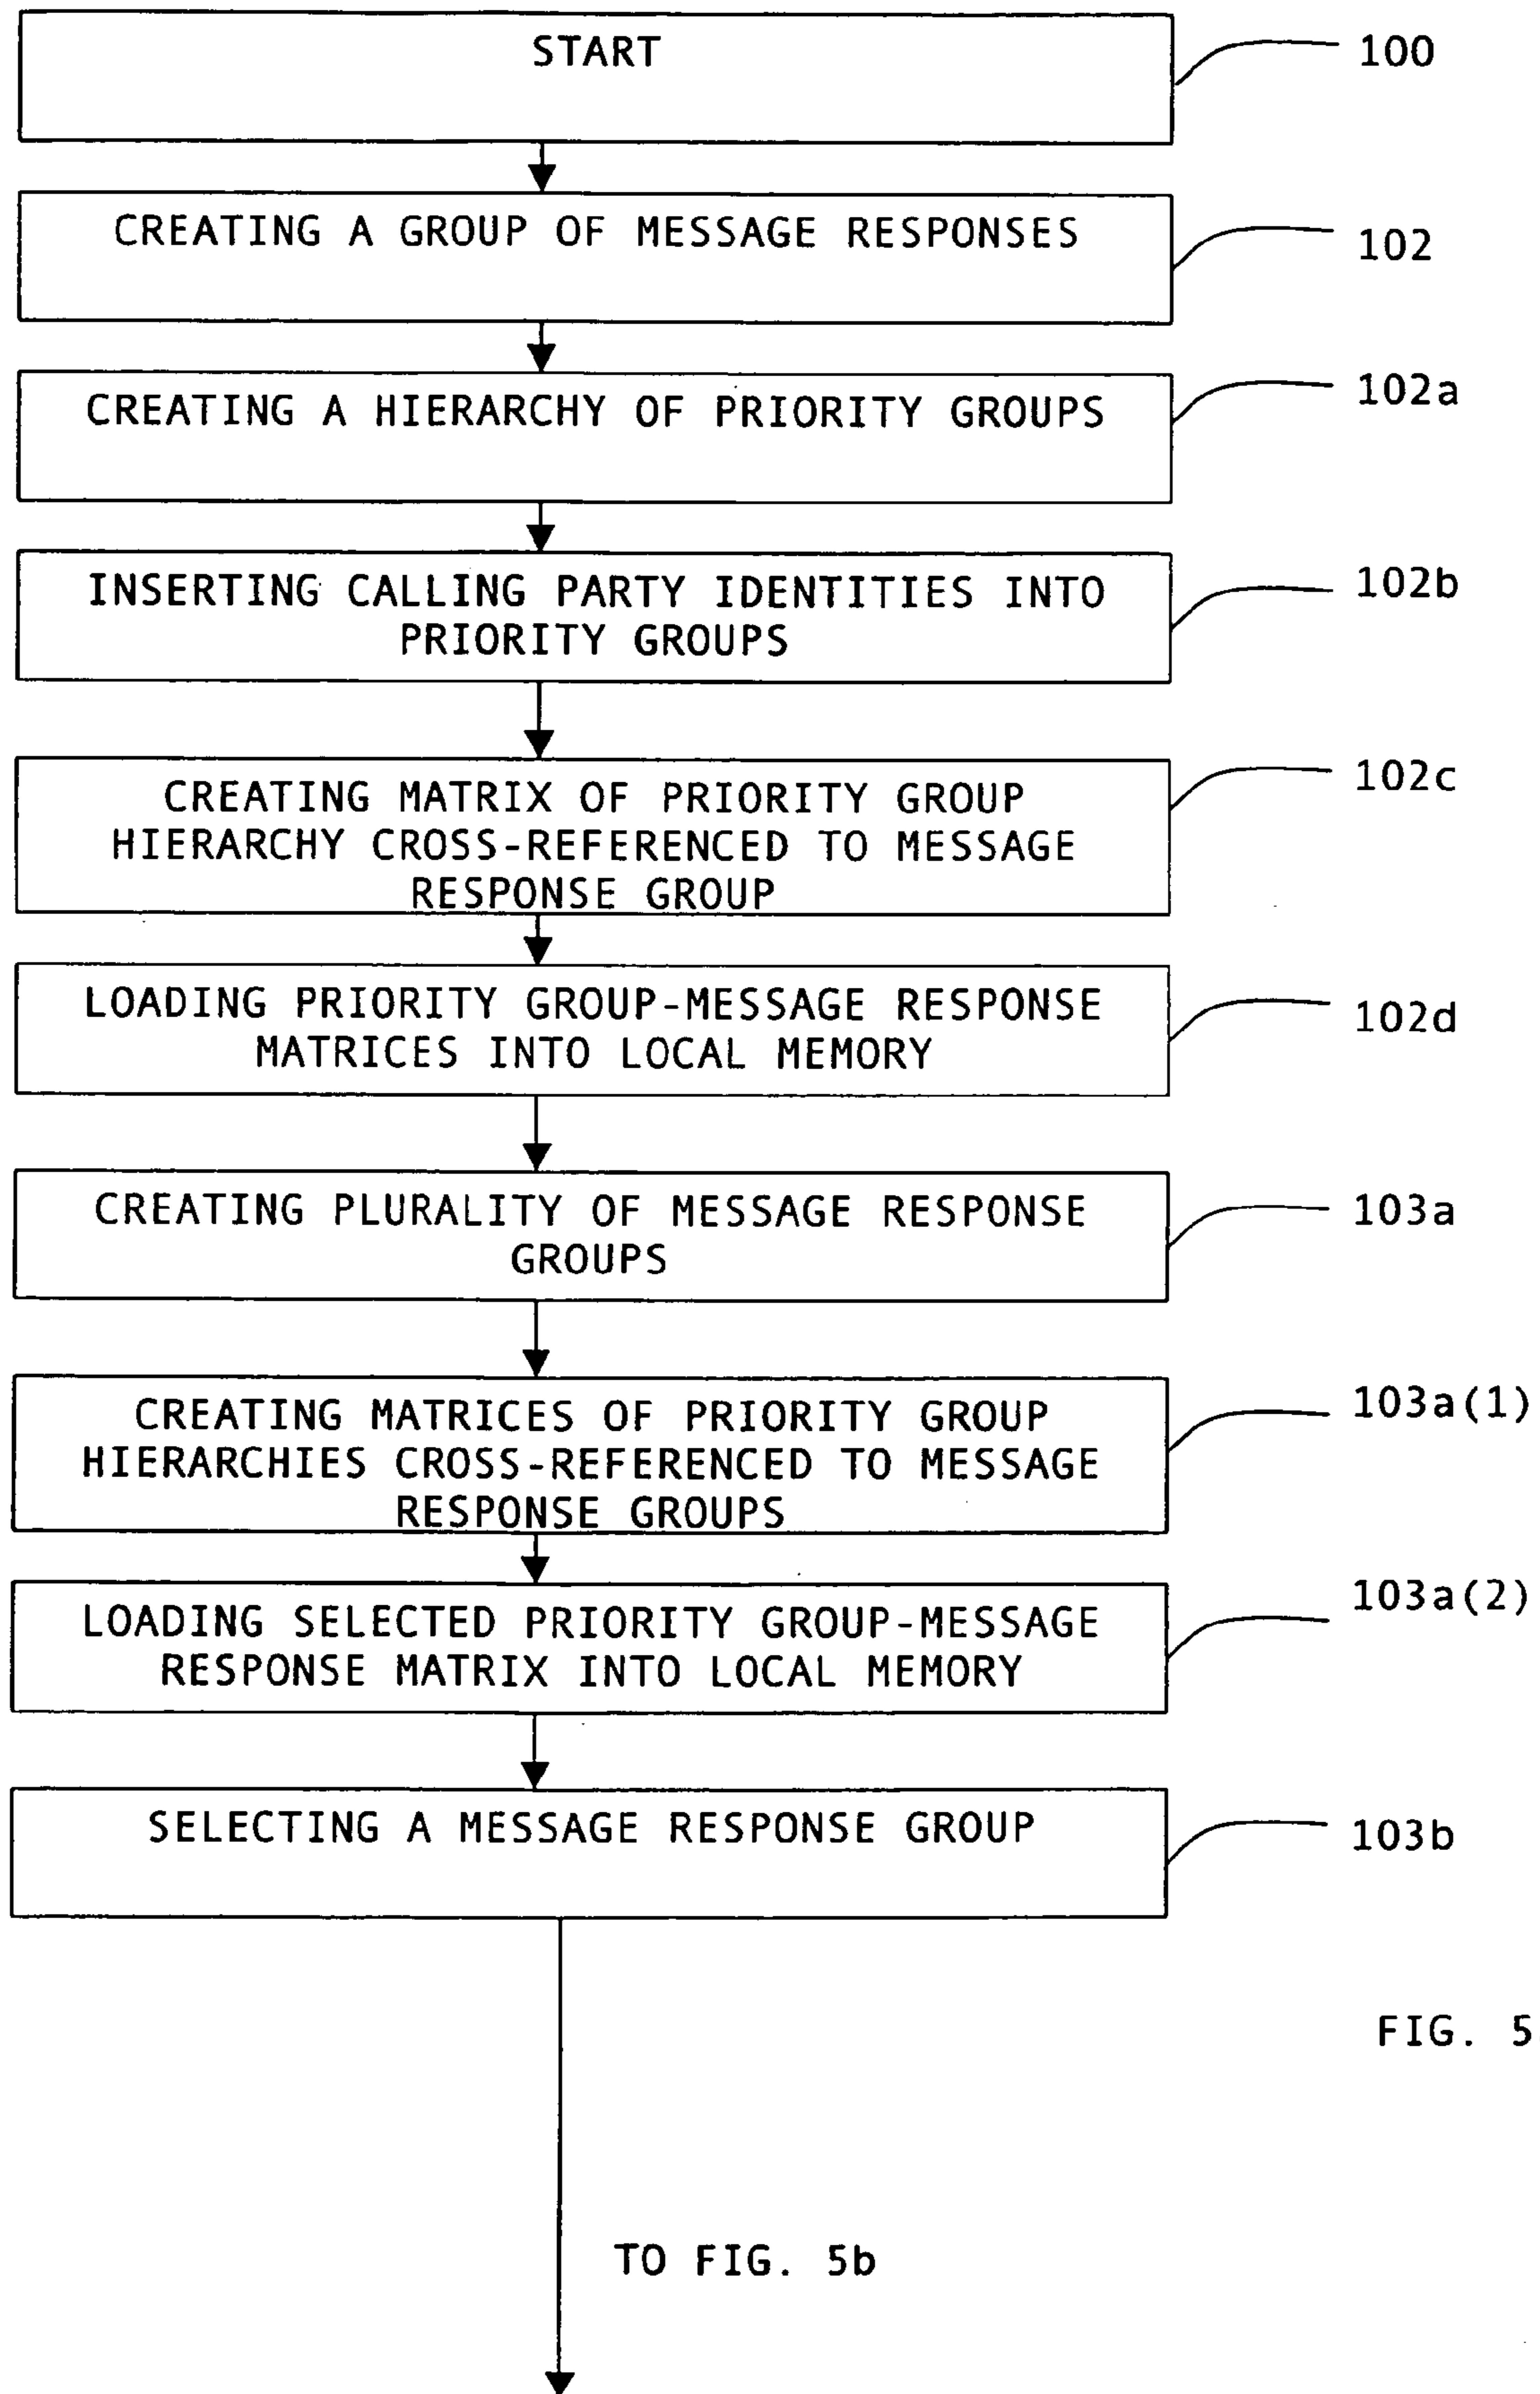 START
100
CREATING A GROUP OF MESSAGE RESPONSES
102
CREATING A HIERARCHY OF PRIORITY GROUPS
102a
INSERTING CALLING PARTY IDENTITIES INTO
PRIORITY GROUPS
102b
CREATING MATRIX OF PRIORITY GROUP
HIERARCHY CROSS-REFERENCED TO MESSAGE
RESPONSE GROUP
102c
LOADING PRIORITY GROUP-MESSAGE RESPONSE
MATRICES INTO LOCAL MEMORY
102d
CREATING PLURALITY OF MESSAGE RESPONSE
GROUPS
103a
CREATING MATRICES OF PRIORITY GROUP
HIERARCHIES CROSS-REFERENCED TO MESSAGE
RESPONSE GROUPS
103a(1)
LOADING SELECTED PRIORITY GROUP-MESSAGE
RESPONSE MATRIX INTO LOCAL MEMORY
103a(2)
SELECTING A MESSAGE RESPONSE GROUP
103b
FIG. 5
TO FIG. 5b